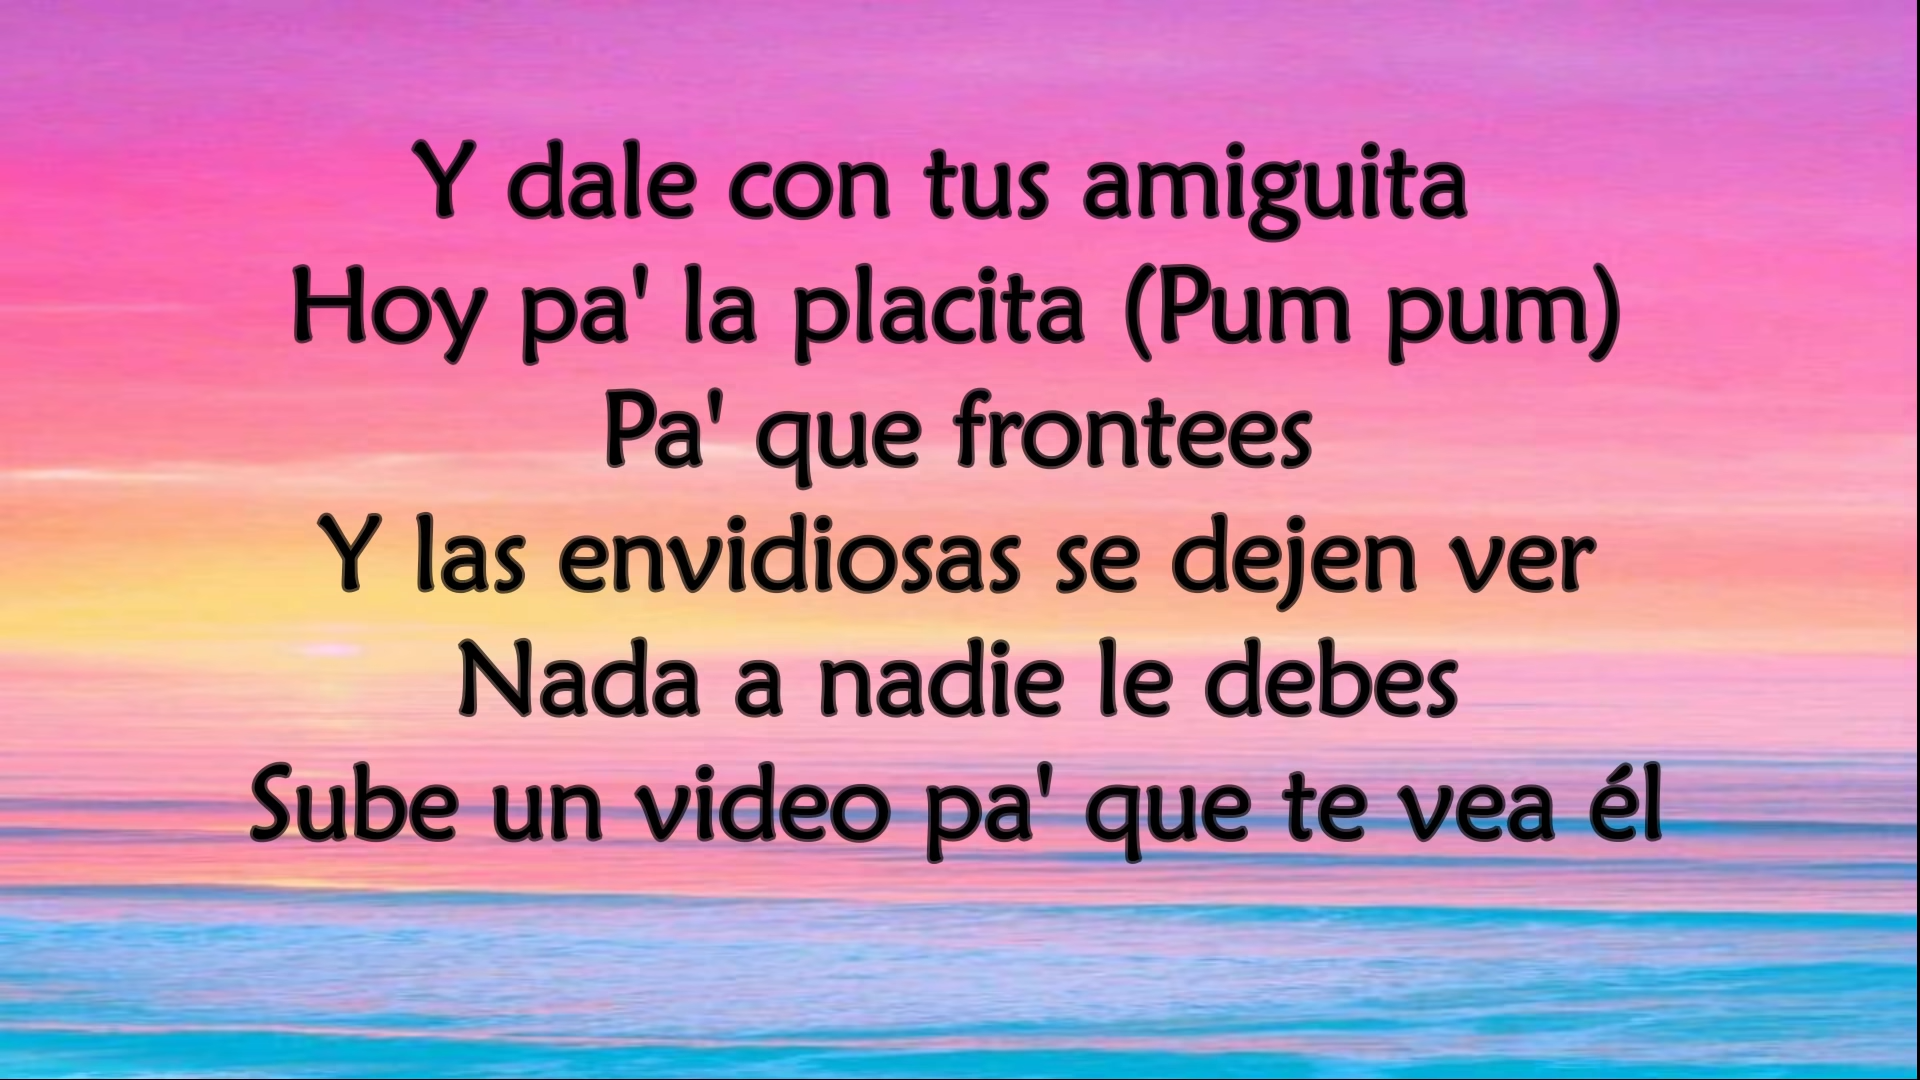 Y dale con tus amiguita
Hoy pa' la placita (Pum pum)
Pa' que frontees
Y las envidiosas se dejen ver
Nada a nadie le debes
Sube un video pa' que te vea él